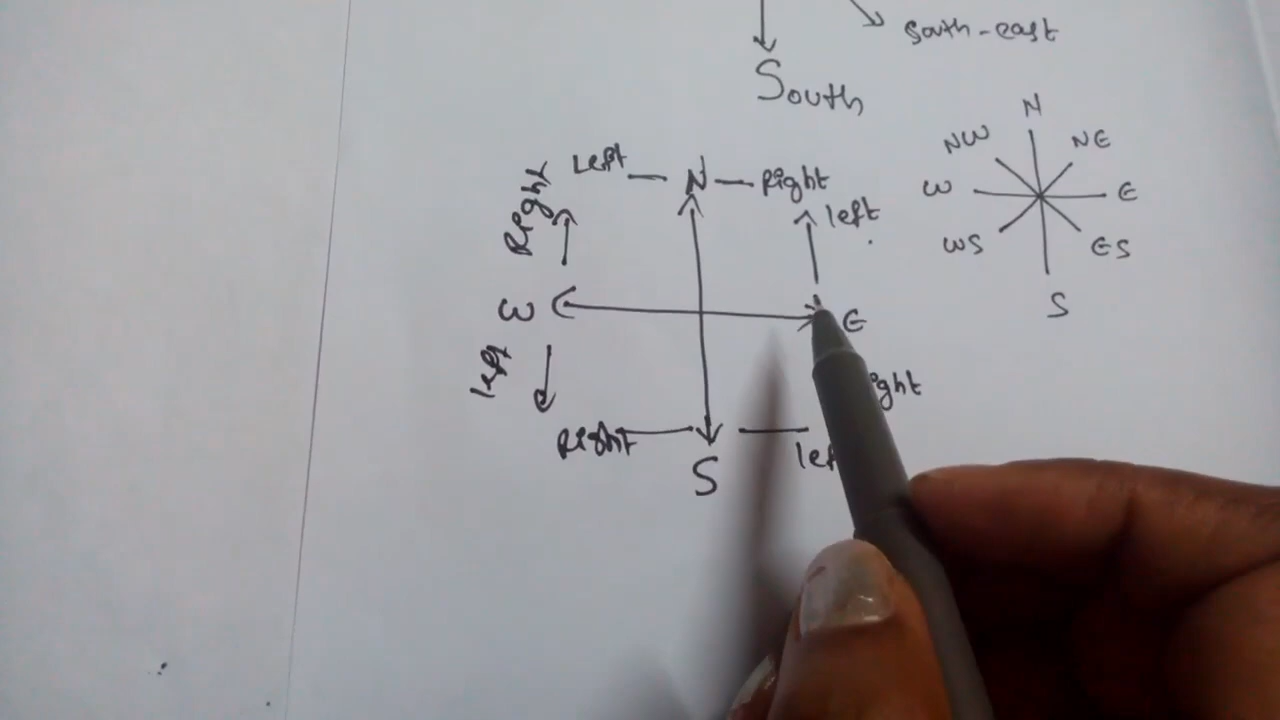 South-east
South
N
NW
NE
W
E
WS
ES
S
Left — N — Right
Right
left
W
E
left
Right
S